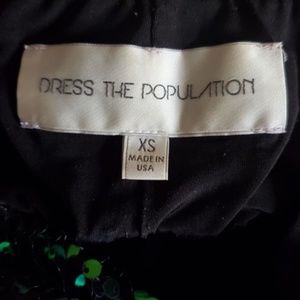 DRESS THE POPULATION
XS
MADE IN
USA